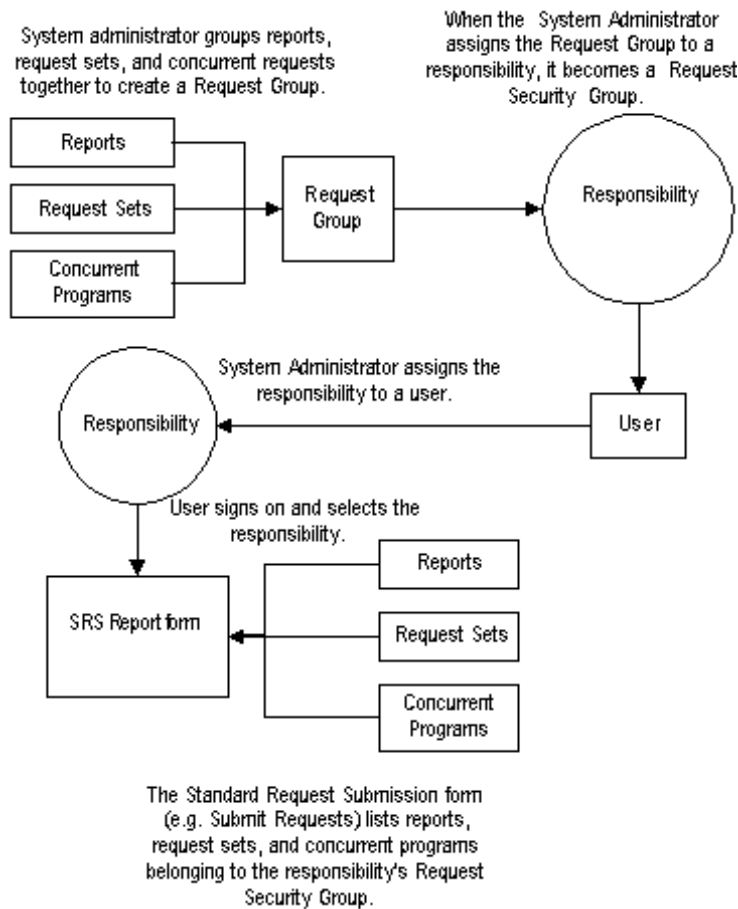 System administrator groups reports,
request sets, and concurrent requests
together to create a Request Group.
When the System Administrator
assigns the Request Group to a
responsibility, it becomes a Request
Security Group.
Reports
Request Sets
Concurrent
Programs
Request
Group
Responsibility
System Administrator assigns the
responsibility to a user.
Responsibility
User
User signs on and selects the
responsibility.
SRS Report form
Reports
Request Sets
Concurrent
Programs
The Standard Request Submission form
(e.g. Submit Requests) lists reports,
request sets, and concurrent programs
belonging to the responsibility's Request
Security Group.